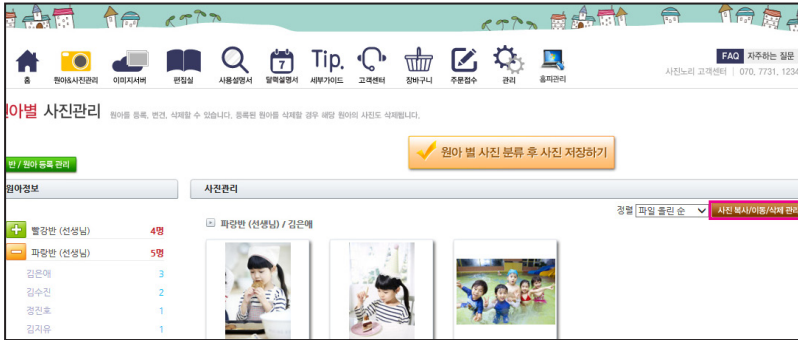 FAQ 자주하는 질문
7
Tip.
홈 원아&사진관리 이미지서버 편집실 사용설명서 달력설명서 세부가이드 고객센터 장바구니 주문접수 관리 홈피관리
사진노리 고객센터 | 070, 7731, 1234
아별 사진관리 원아를 등록, 변경, 삭제할 수 있습니다. 등록된 원아를 삭제할 경우 해당 원아의 사진도 삭제됩니다.
원아 별 사진 분류 후 사진 저장하기
반 / 원아 등록 관리
원아정보 사진관리
정렬 파일 올린 순 사진 복사/이동/삭제 관리
빨강반 (선생님) 4명
파랑반 (선생님) / 김은애
파랑반 (선생님) 5명
김은애 3
김수진 2
정진호 1
김지유 1